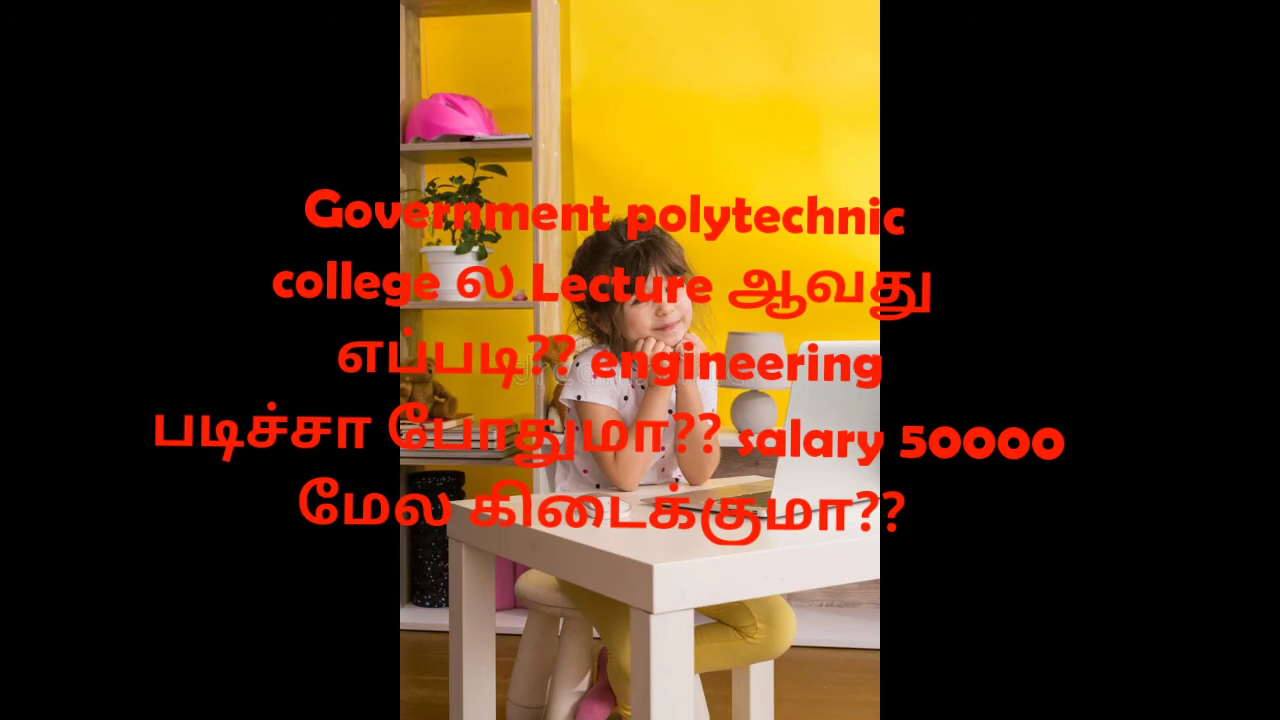 Government polytechnic
college ல Lecture ஆவது
எப்படி?? engineering
படிச்சா போதுமா?? salary 50000
மேல கிடைக்குமா??